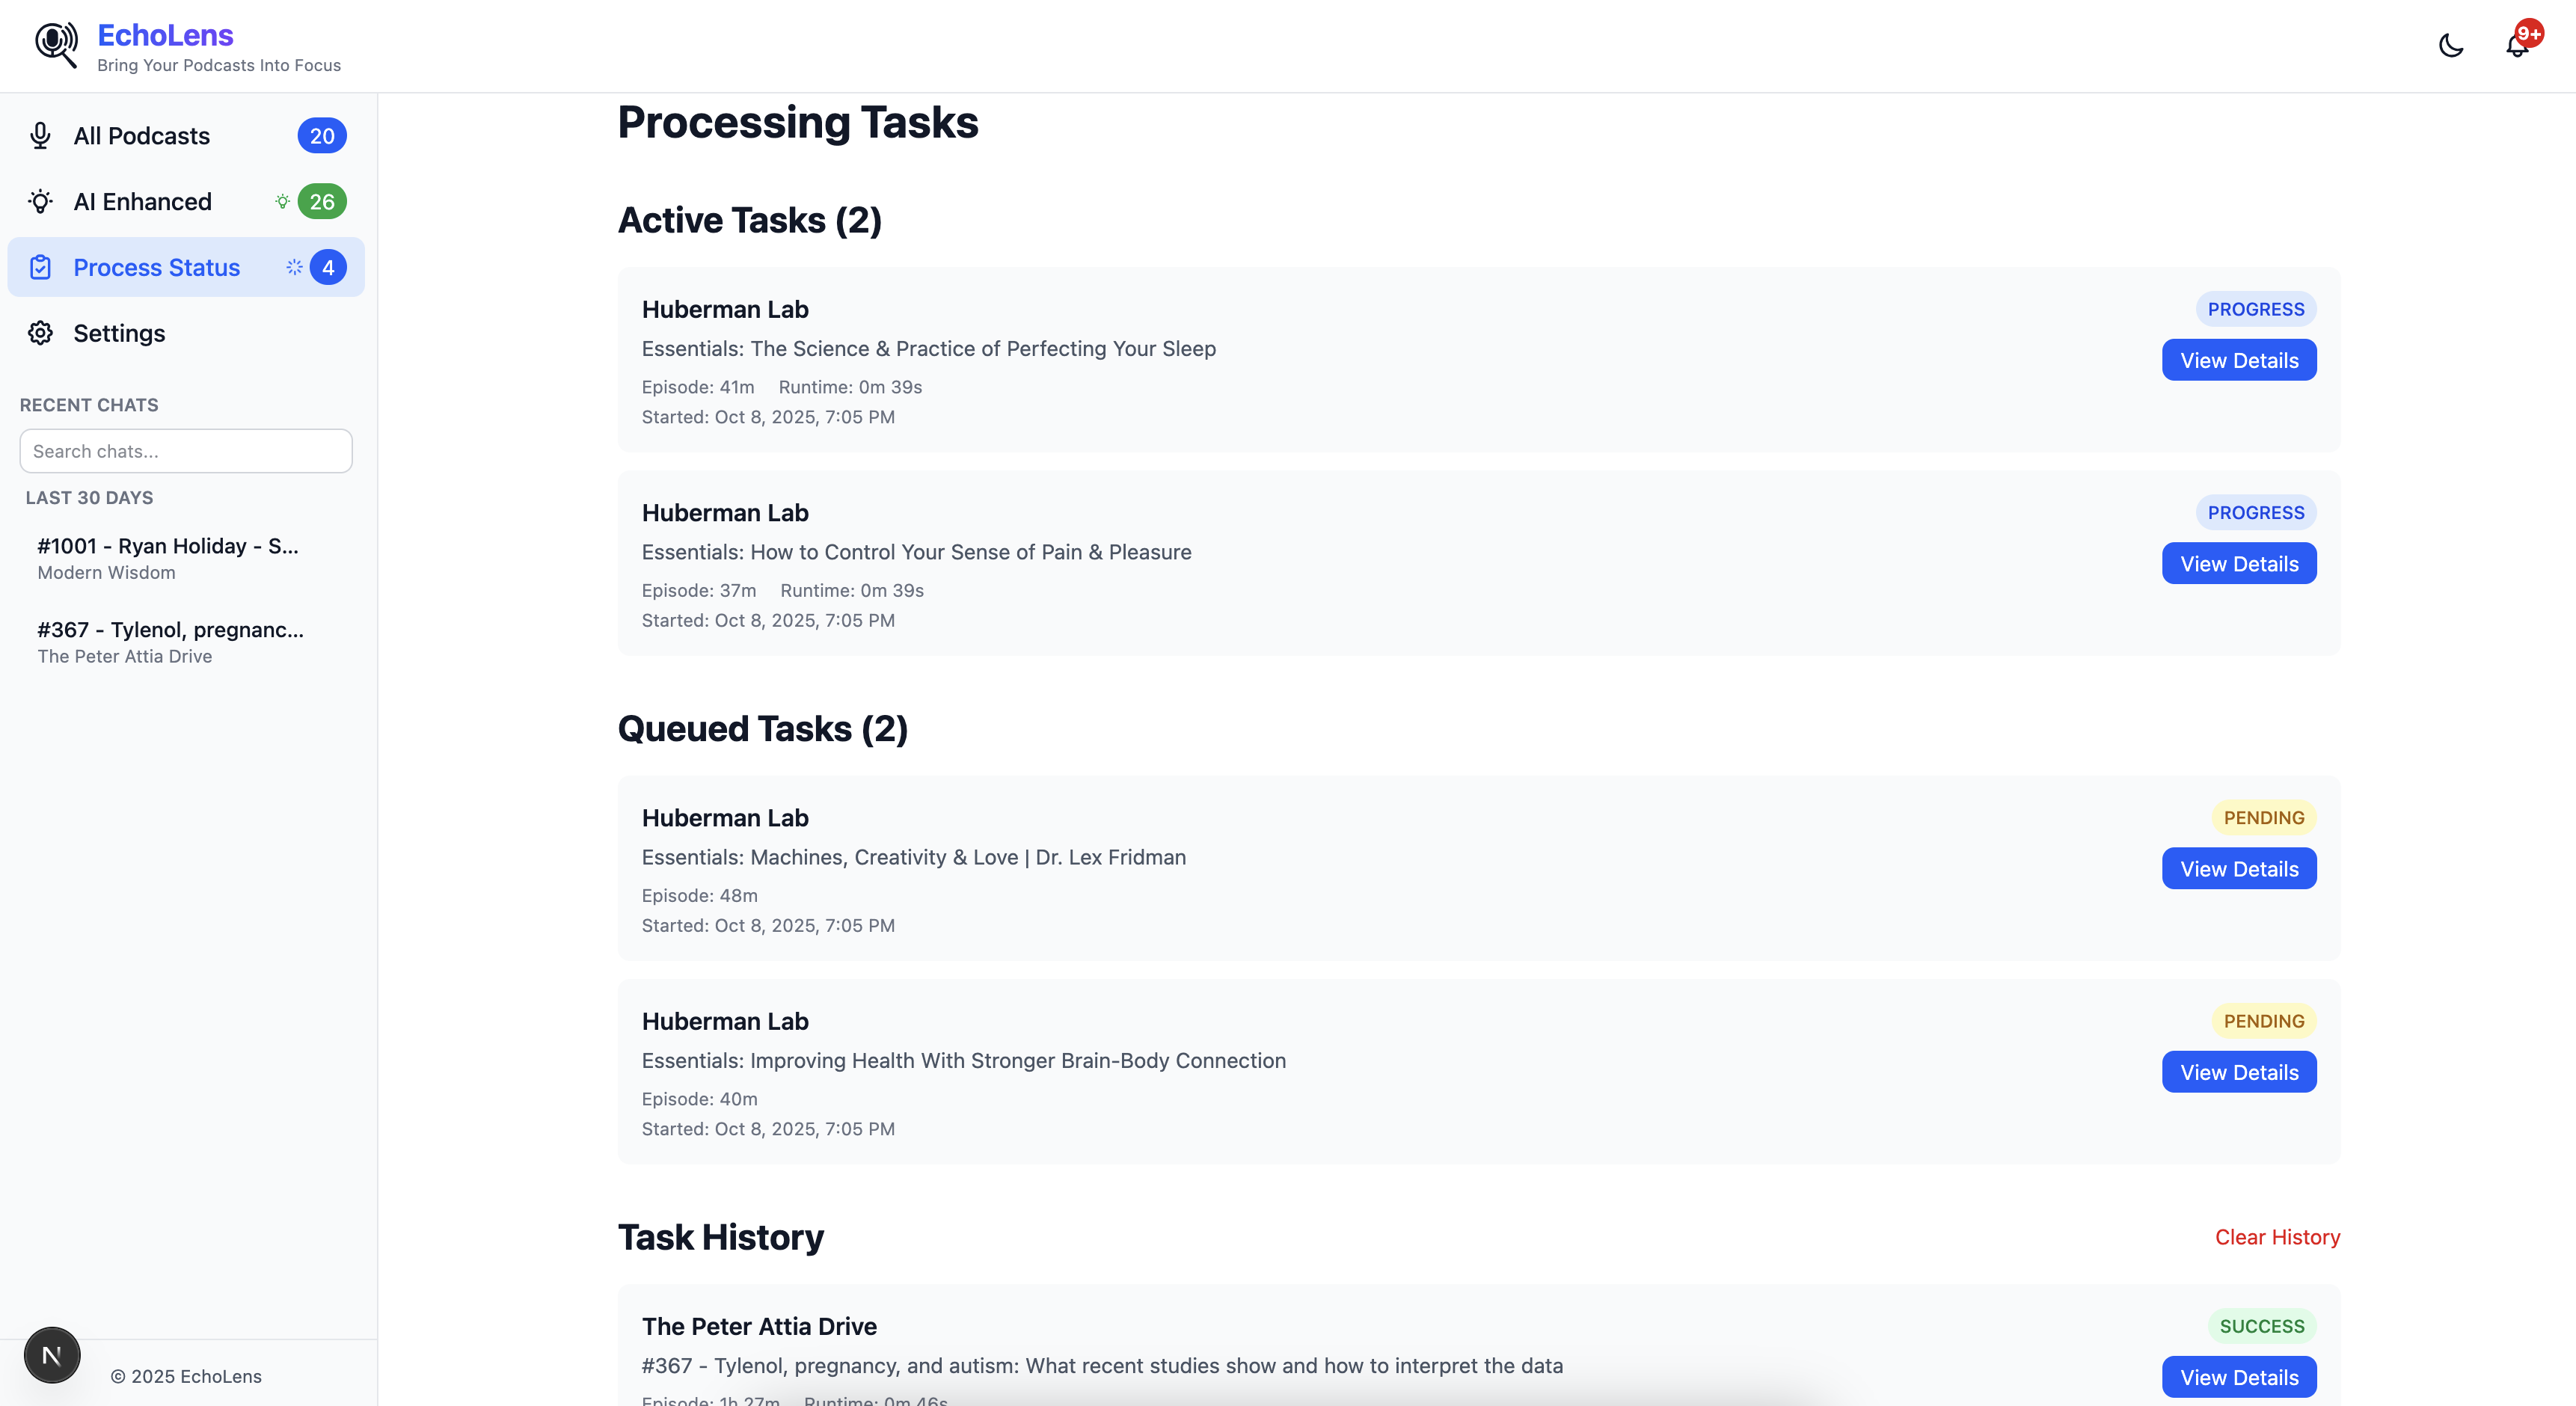 EchoLens
Bring Your Podcasts Into Focus
9+
All Podcasts 20
AI Enhanced 26
Process Status 4
Settings
RECENT CHATS
Search chats...
LAST 30 DAYS
#1001 - Ryan Holiday - S...
Modern Wisdom
#367 - Tylenol, pregnanc...
The Peter Attia Drive
N
© 2025 EchoLens
Processing Tasks
Active Tasks (2)
Huberman Lab
PROGRESS
Essentials: The Science & Practice of Perfecting Your Sleep
View Details
Episode: 41m Runtime: 0m 39s
Started: Oct 8, 2025, 7:05 PM
Huberman Lab
PROGRESS
Essentials: How to Control Your Sense of Pain & Pleasure
View Details
Episode: 37m Runtime: 0m 39s
Started: Oct 8, 2025, 7:05 PM
Queued Tasks (2)
Huberman Lab
PENDING
Essentials: Machines, Creativity & Love | Dr. Lex Fridman
View Details
Episode: 48m
Started: Oct 8, 2025, 7:05 PM
Huberman Lab
PENDING
Essentials: Improving Health With Stronger Brain-Body Connection
View Details
Episode: 40m
Started: Oct 8, 2025, 7:05 PM
Task History
Clear History
The Peter Attia Drive
SUCCESS
#367 - Tylenol, pregnancy, and autism: What recent studies show and how to interpret the data
View Details
Episode: 1h 27m Runtime: 0m 46s